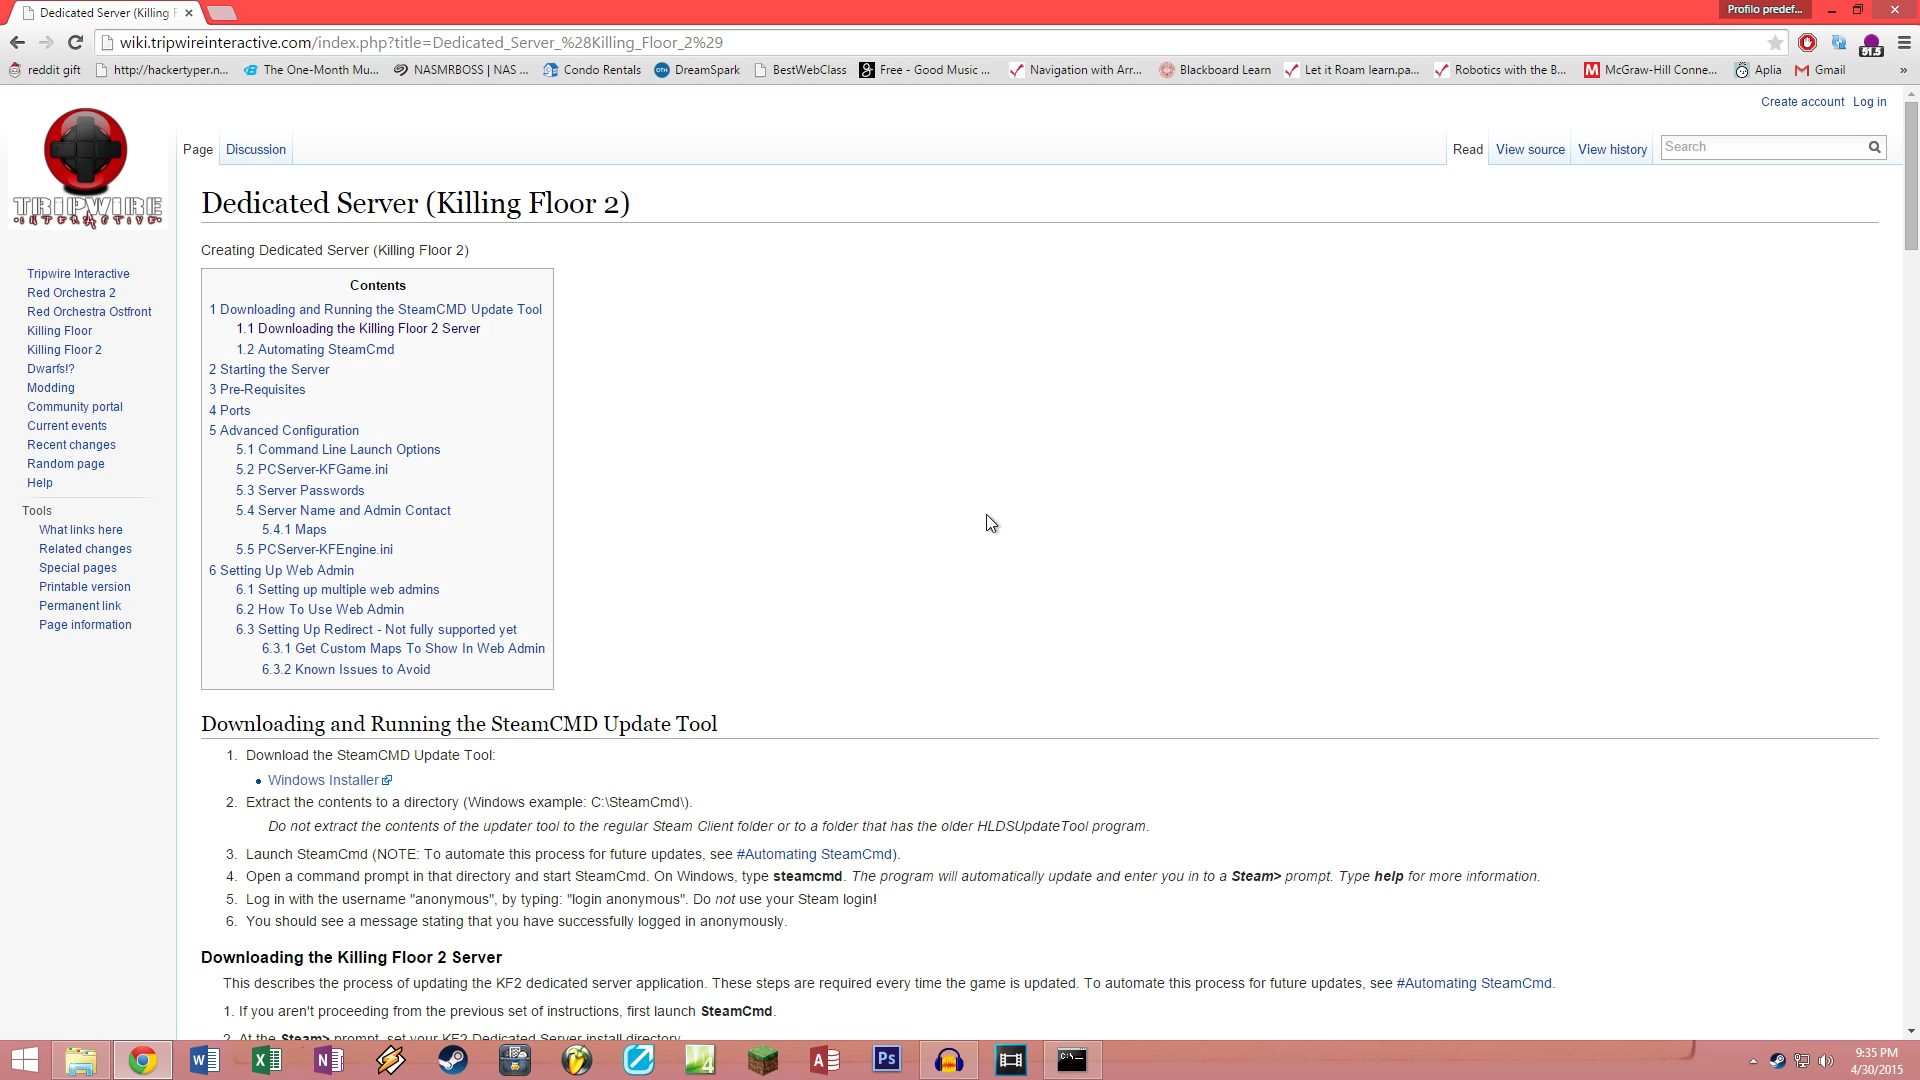 Dedicated Server (Killing F
Profilo predef...
wiki.tripwireinteractive.com/index.php?title=Dedicated_Server_%28Killing_Floor_2%29
51.5
reddit gift
http://hackertyper.n...
The One-Month Mu...
NASMRBOSS | NAS ...
Condo Rentals
DreamSpark
BestWebClass
Free - Good Music ...
Navigation with Arr...
Blackboard Learn
Let it Roam learn.pa...
Robotics with the B...
McGraw-Hill Conne...
Aplia
Gmail
»
Create account Log in
TRIPWIRE
INTERACTIVE
Page Discussion
Read View source View history
Search
Dedicated Server (Killing Floor 2)
Creating Dedicated Server (Killing Floor 2)
Contents
1 Downloading and Running the SteamCMD Update Tool
1.1 Downloading the Killing Floor 2 Server
1.2 Automating SteamCmd
2 Starting the Server
3 Pre-Requisites
4 Ports
5 Advanced Configuration
5.1 Command Line Launch Options
5.2 PCServer-KFGame.ini
5.3 Server Passwords
5.4 Server Name and Admin Contact
5.4.1 Maps
5.5 PCServer-KFEngine.ini
6 Setting Up Web Admin
6.1 Setting up multiple web admins
6.2 How To Use Web Admin
6.3 Setting Up Redirect - Not fully supported yet
6.3.1 Get Custom Maps To Show In Web Admin
6.3.2 Known Issues to Avoid
Tripwire Interactive
Red Orchestra 2
Red Orchestra Ostfront
Killing Floor
Killing Floor 2
Dwarfs!?
Modding
Community portal
Current events
Recent changes
Random page
Help
Tools
What links here
Related changes
Special pages
Printable version
Permanent link
Page information
Downloading and Running the SteamCMD Update Tool
1. Download the SteamCMD Update Tool:
• Windows Installer
2. Extract the contents to a directory (Windows example: C:\SteamCmd\).
Do not extract the contents of the updater tool to the regular Steam Client folder or to a folder that has the older HLDSUpdateTool program.
3. Launch SteamCmd (NOTE: To automate this process for future updates, see #Automating SteamCmd).
4. Open a command prompt in that directory and start SteamCmd. On Windows, type steamcmd. The program will automatically update and enter you in to a Steam> prompt. Type help for more information.
5. Log in with the username "anonymous", by typing: "login anonymous". Do not use your Steam login!
6. You should see a message stating that you have successfully logged in anonymously.
Downloading the Killing Floor 2 Server
This describes the process of updating the KF2 dedicated server application. These steps are required every time the game is updated. To automate this process for future updates, see #Automating SteamCmd.
1. If you aren't proceeding from the previous set of instructions, first launch SteamCmd.
2. At the Steam> prompt, set your KF2 Dedicated Server install directory
9:35 PM
4/30/2015